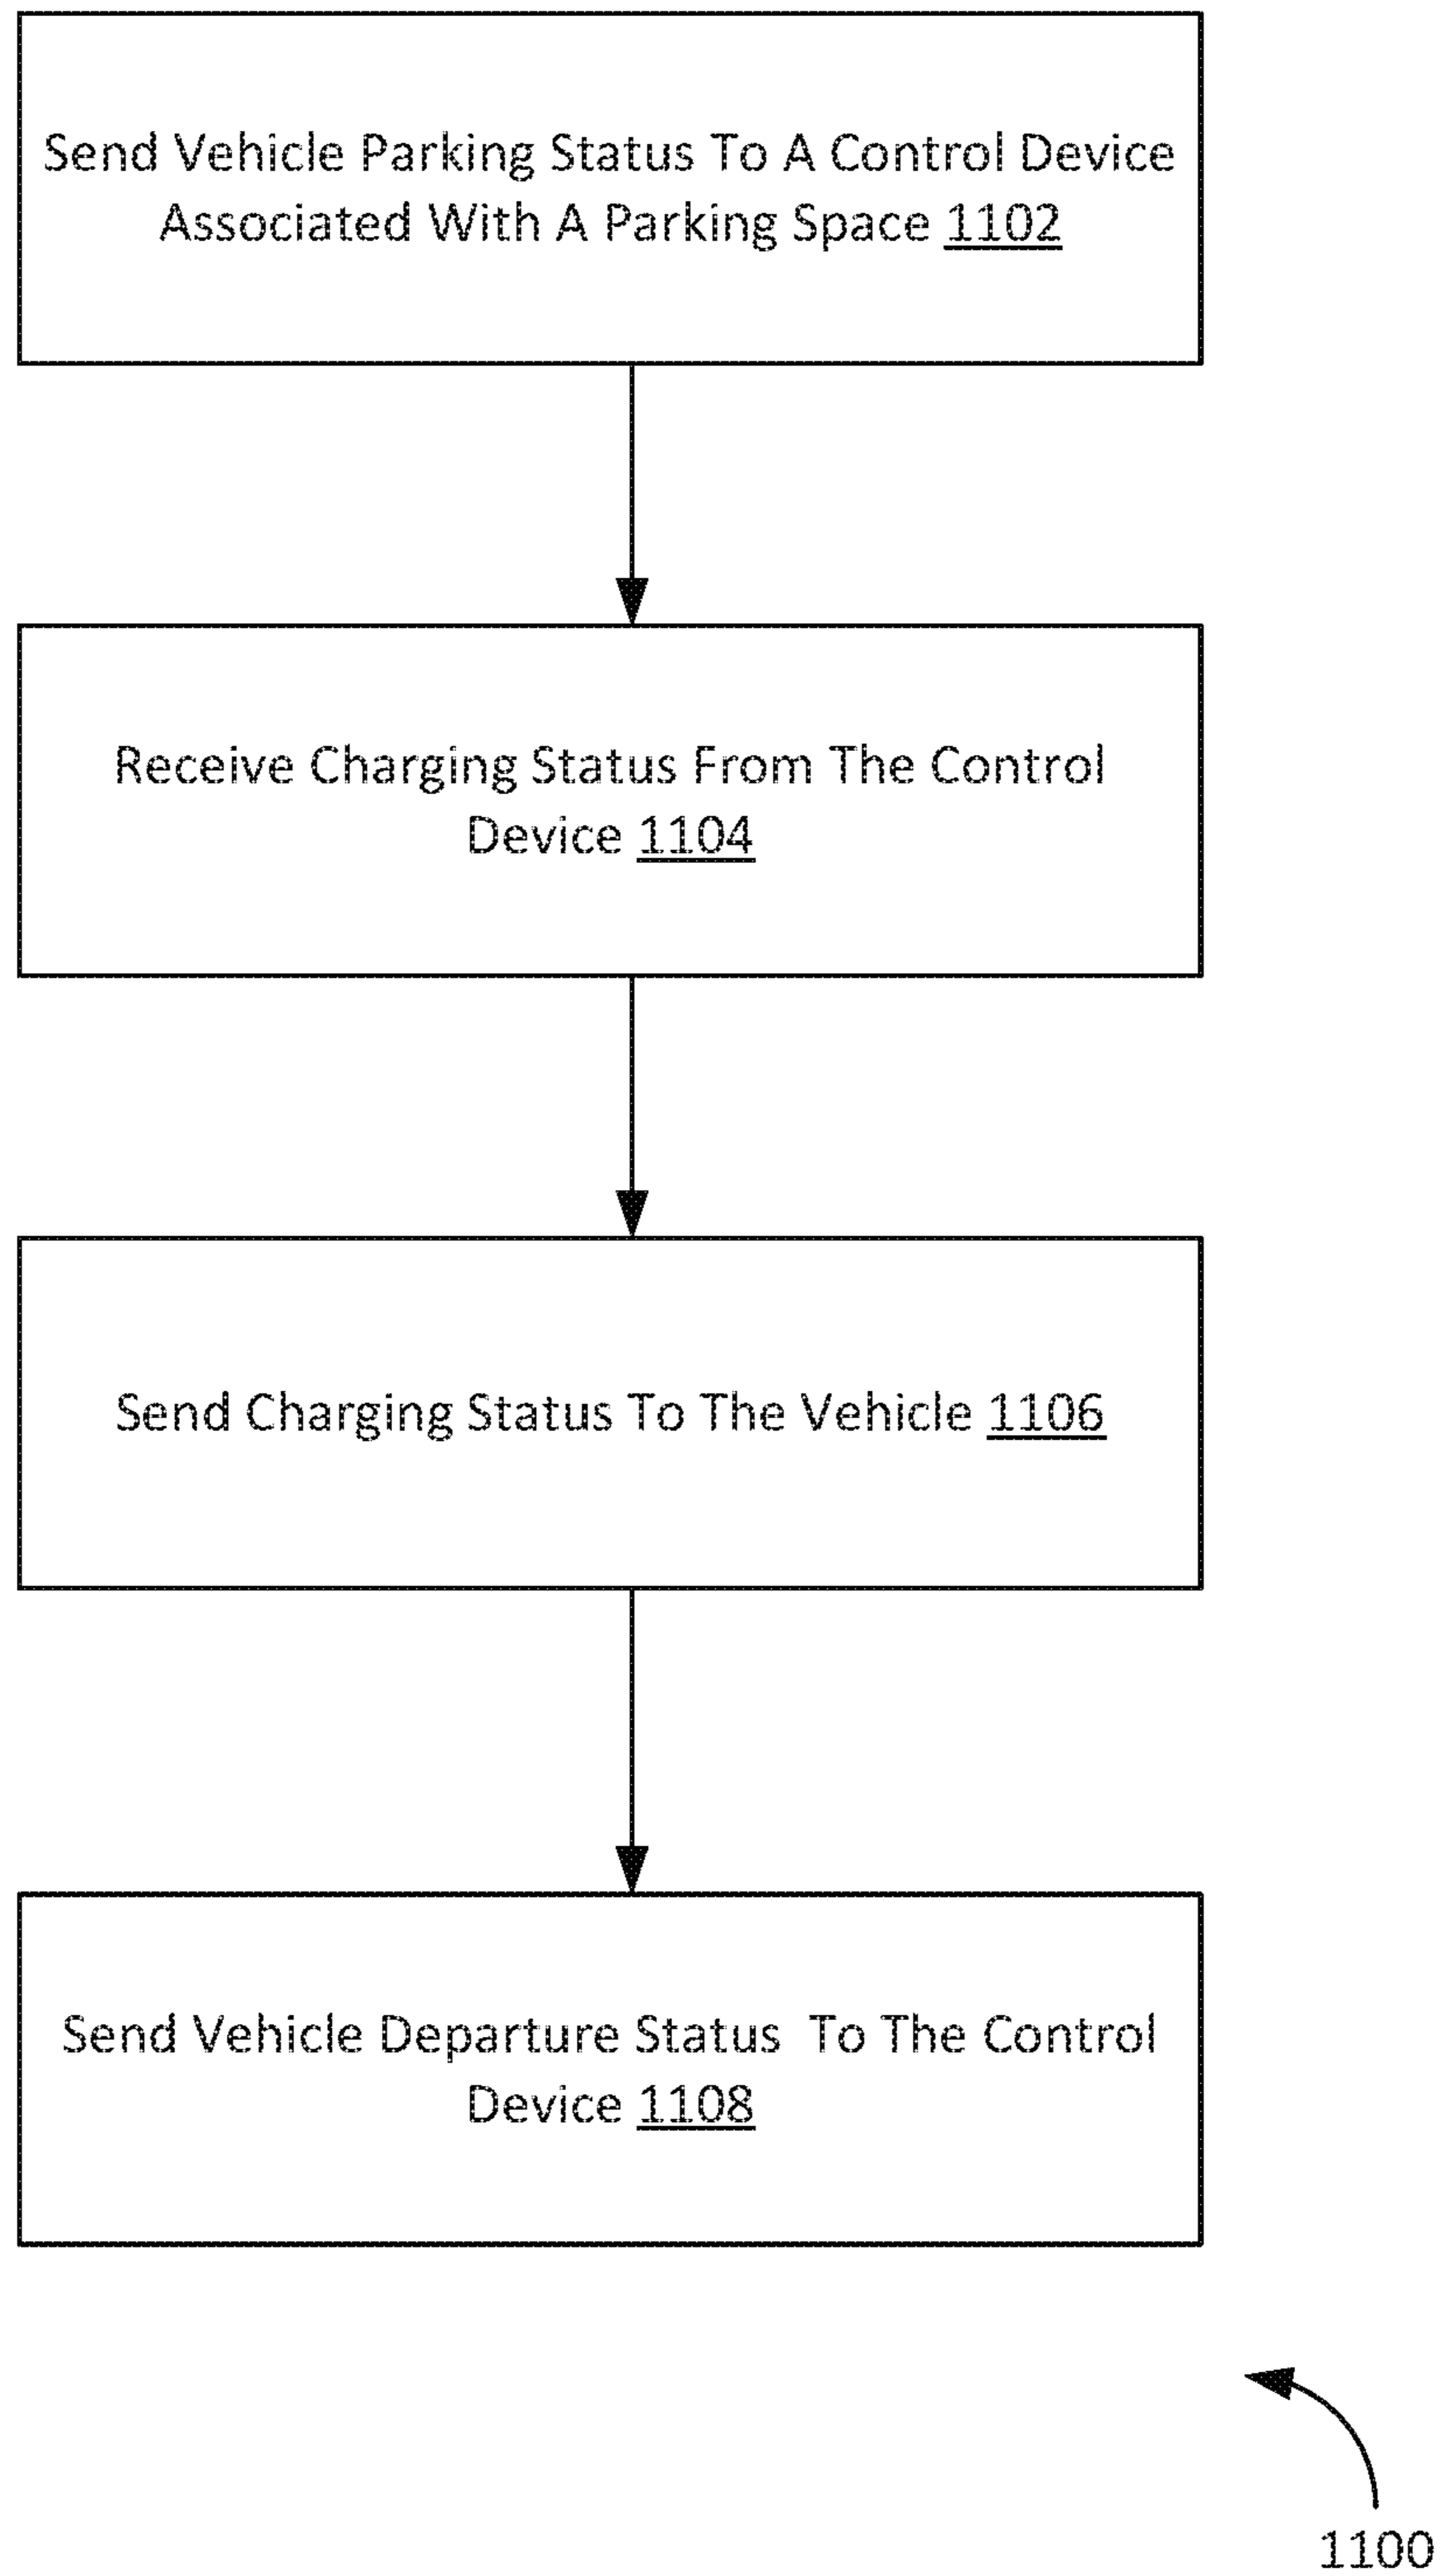 Send Vehicle Parking Status To A Control Device
Associated With A Parking Space 1102
Receive Charging Status From The Control
Device 1104
Send Charging Status To The Vehicle 1106
Send Vehicle Departure Status  To The Control
Device 1108
1100